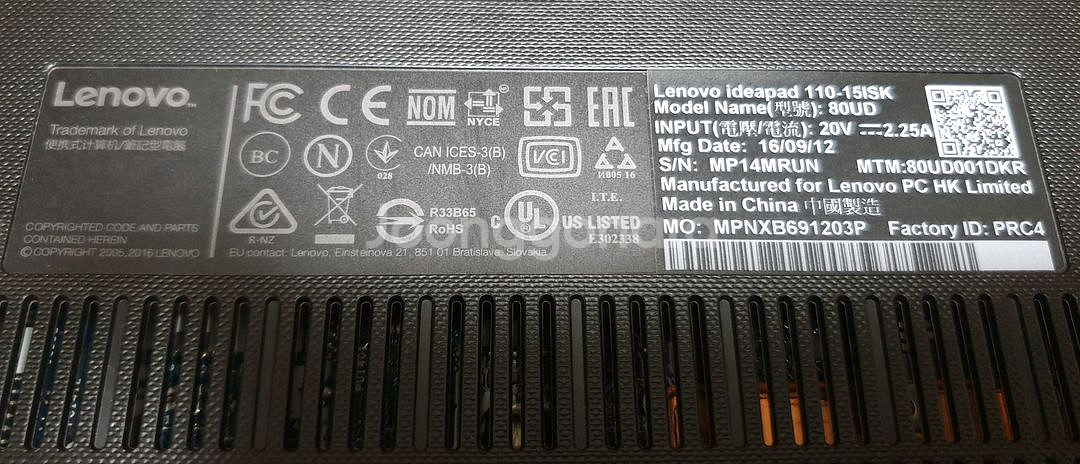 Lenovo™
Trademark of Lenovo
便携式计算机/筆記型電腦
COPYRIGHTED CODE AND PARTS
CONTAINED HEREIN
© COPYRIGHT 2005, 2016 LENOVO
FC CE NOM NYCE EAC
BC N 028 CAN ICES-3(B)
/NMB-3(B) VCI И005 16
R-NZ R33B65
RoHS I.T.E.
C UL US LISTED
E302338
EU contact: Lenovo, Einsteinova 21, 851 01 Bratislava, Slovakia
Lenovo ideapad 110-15ISK
Model Name(型號): 80UD
INPUT(電壓/電流): 20V ⎓ 2.25A
Mfg Date: 16/09/12
S/N: MP14MRUN MTM:80UD001DKR
Manufactured for Lenovo PC HK Limited
Made in China 中國製造
MO: MPNXB691203P Factory ID: PRC4